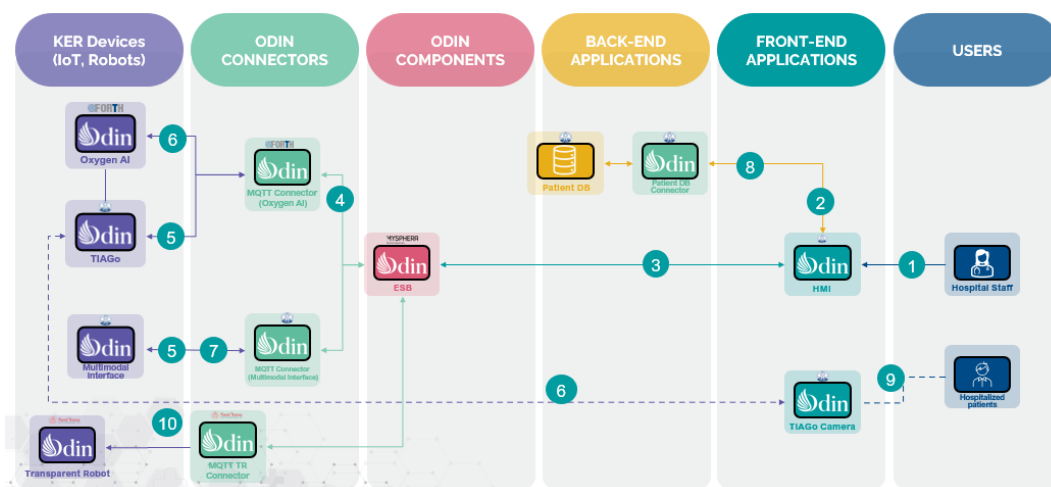 KER Devices
(IoT, Robots)
ODIN
CONNECTORS
ODIN
COMPONENTS
BACK-END
APPLICATIONS
FRONT-END
APPLICATIONS
USERS
FORTH
Odin
Oxygen AI
6
FORTH
Odin
MQTT Connector
(Oxygen AI)
4
Patient DB
Odin
Patient DB
Connector
8
2
Odin
TIAGo
5
MYSPHERA
Odin
ESB
3
Odin
HMI
1
Hospital Staff
Odin
Multimodal
Interface
5
7
Odin
MQTT Connector
(Multimodal Interface)
6
Odin
TIAGo Camera
9
Hospitalized
patients
Odin
Transparent Robot
10
Odin
MQTT TR
Connector